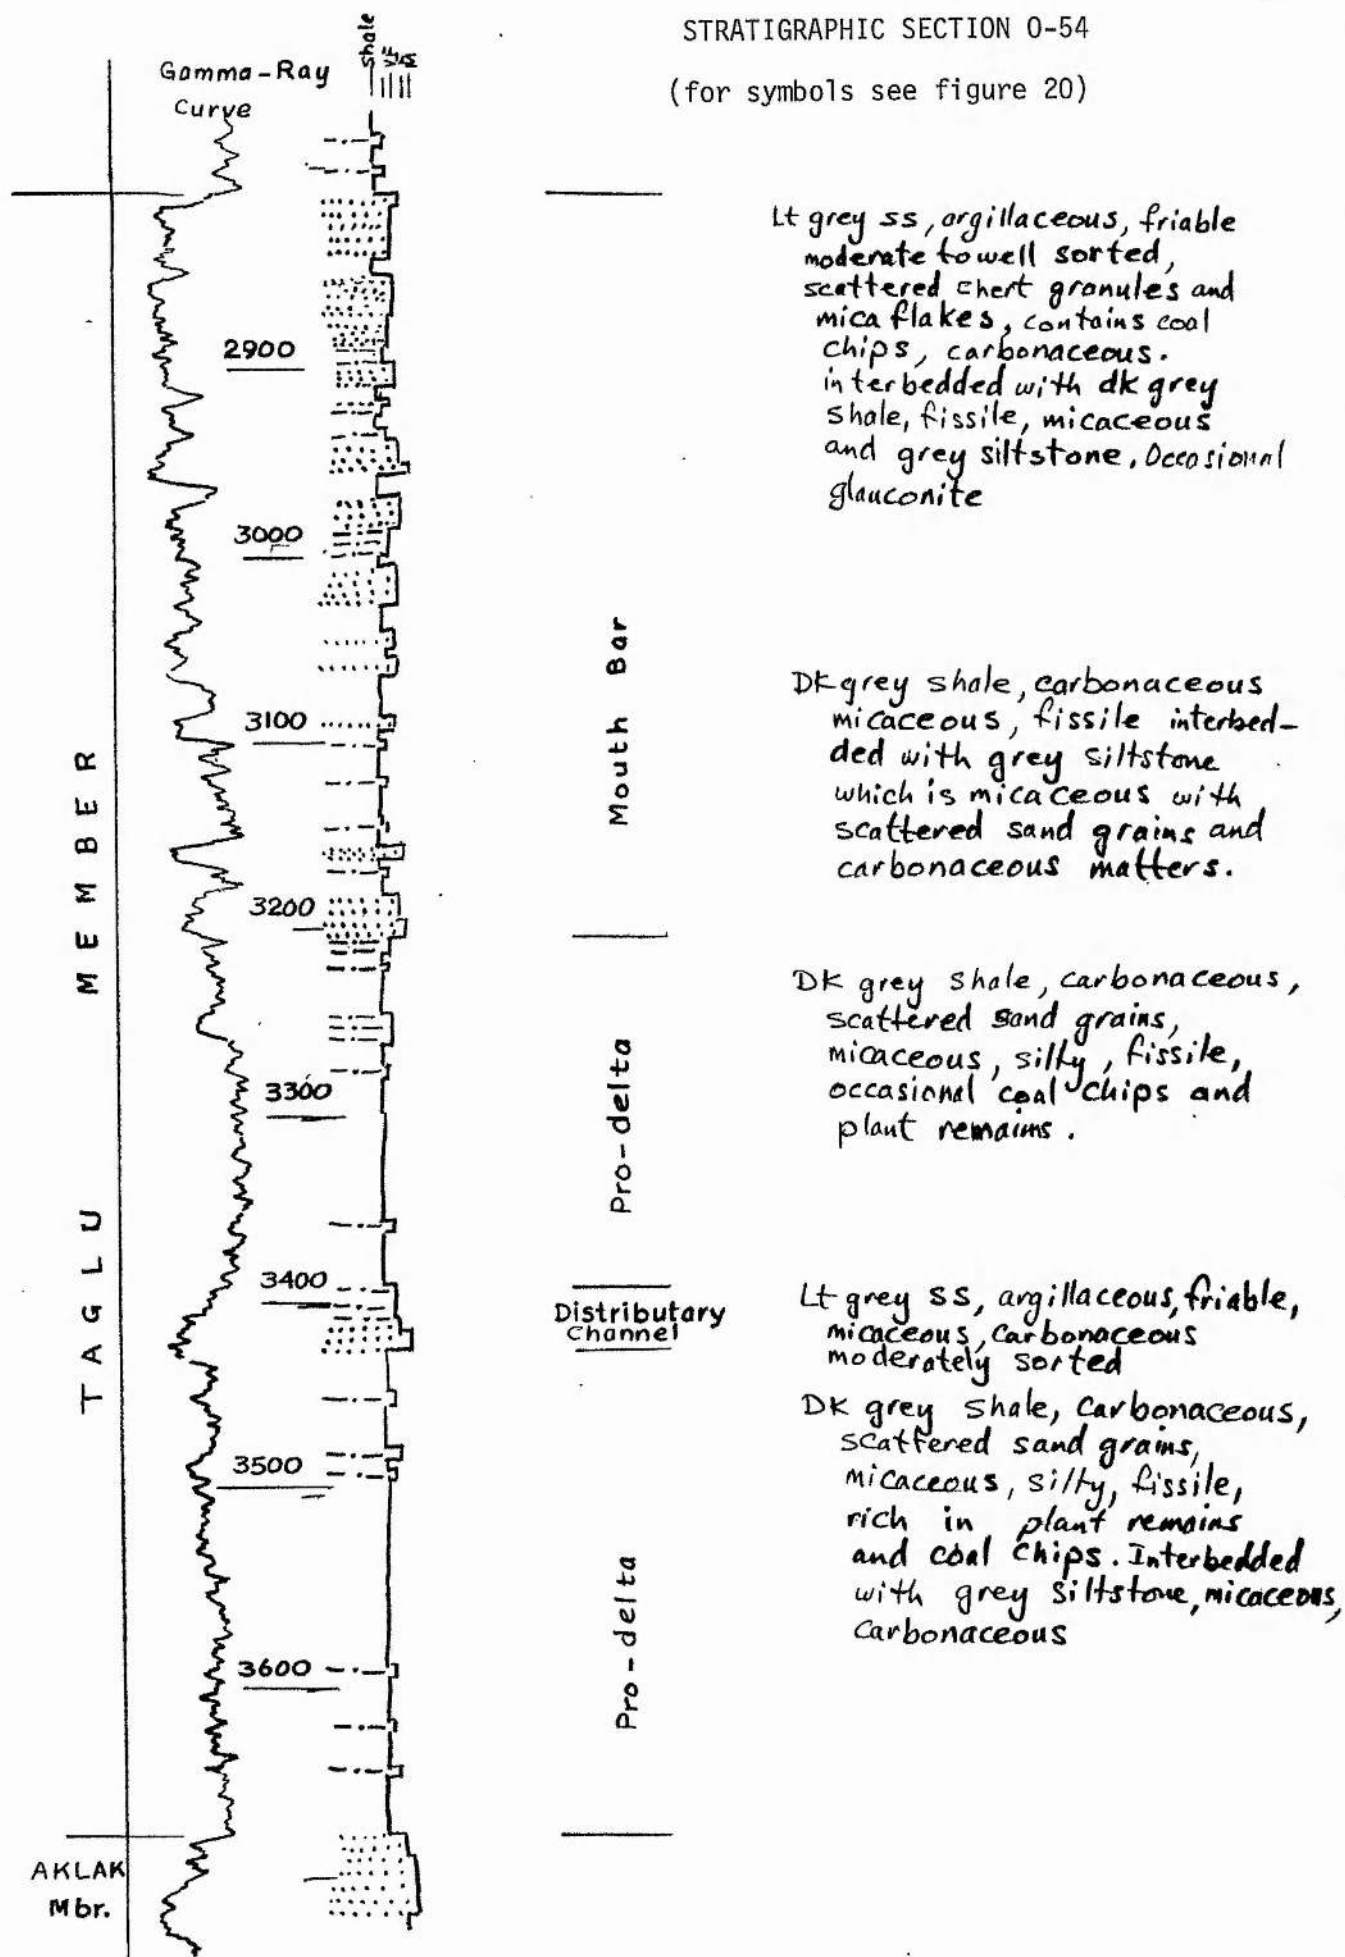 STRATIGRAPHIC SECTION O-54
(for symbols see figure 20)
Gamma-Ray
Curve
shale
VF
F
M
2900
3000
3100
3200
3300
3400
3500
3600
TAGLU MEMBER
AKLAK
Mbr.
Mouth Bar
Pro-delta
Distributary
Channel
Pro-delta
Lt grey ss, argillaceous, friable
moderate to well sorted,
scattered chert granules and
mica flakes, contains coal
chips, carbonaceous.
interbedded with dk grey
shale, fissile, micaceous
and grey siltstone. Occasional
glauconite
Dk grey shale, carbonaceous
micaceous, fissile interbed-
ded with grey siltstone
which is micaceous with
scattered sand grains and
carbonaceous matters.
DK grey shale, carbonaceous,
scattered sand grains,
micaceous, silty, fissile,
occasional coal chips and
plant remains.
Lt grey ss, argillaceous, friable,
micaceous, carbonaceous
moderately sorted
DK grey shale, carbonaceous,
scattered sand grains,
micaceous, silty, fissile,
rich in plant remains
and coal chips. Interbedded
with grey siltstone, micaceous,
carbonaceous